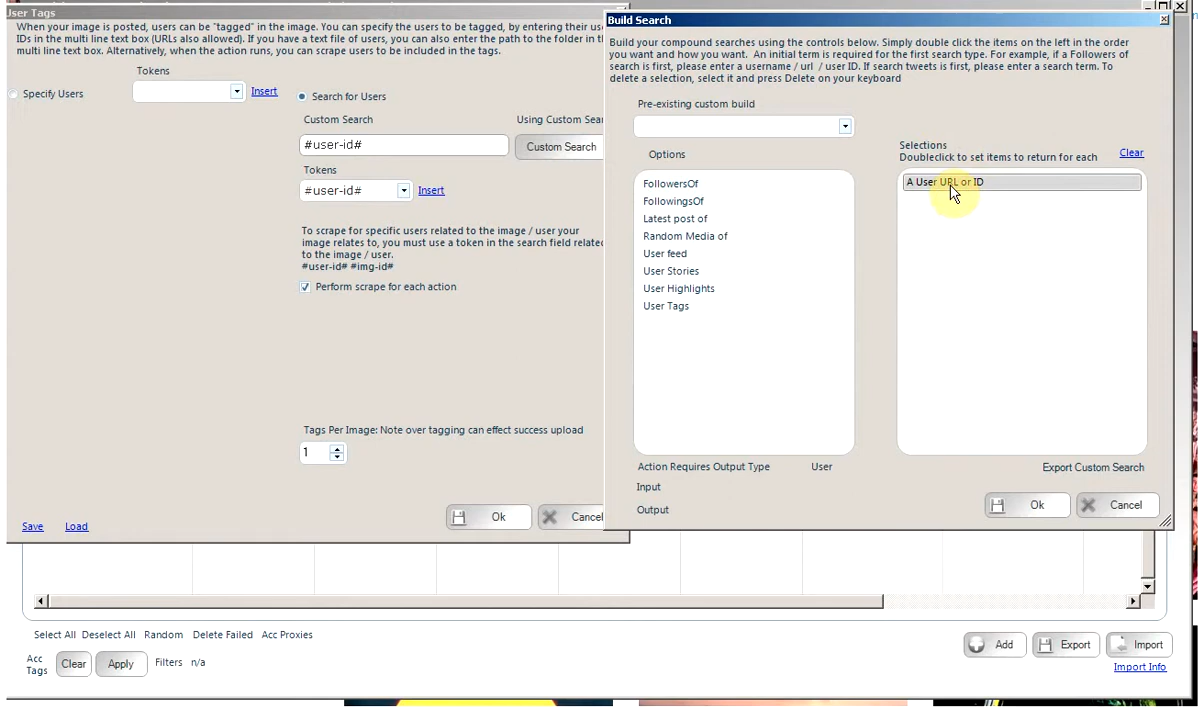 User Tags
When your image is posted, users can be "tagged" in the image. You can specify the users to be tagged, by entering their
IDs in the multi line text box (URLs also allowed). If you have a text file of users, you can also enter the path to the folder in
multi line text box. Alternatively, when the action runs, you can scrape users to be included in the tags.
Tokens
Specify Users
Insert
Search for Users
Custom Search
Using Custom
#user-id#
Custom Search
Tokens
#user-id#
Insert
To scrape for specific users related to the image / user your
image relates to, you must use a token in the search field related
to the image / user.
#user-id# #img-id#
Perform scrape for each action
Tags Per Image: Note over tagging can effect success upload
1
Save
Load
Ok
Cancel
Build Search
Build your compound searches using the controls below. Simply double click the items on the left in the order
you want and how you want. An initial term is required for the first search type. For example, if a Followers of
search is first, please enter a username / url / user ID. If search tweets is first, please enter a search term. To
delete a selection, select it and press Delete on your keyboard
Pre-existing custom build
Options
FollowersOf
FollowingsOf
Latest post of
Random Media of
User feed
User Stories
User Highlights
User Tags
Selections
Doubleclick to set items to return for each
Clear
A User URL or ID
Action Requires Output Type
User
Export Custom Search
Input
Output
Ok
Cancel
Select All
Deselect All
Random
Delete Failed
Acc Proxies
Acc
Tags
Clear
Apply
Filters
n/a
Add
Export
Import
Import Info